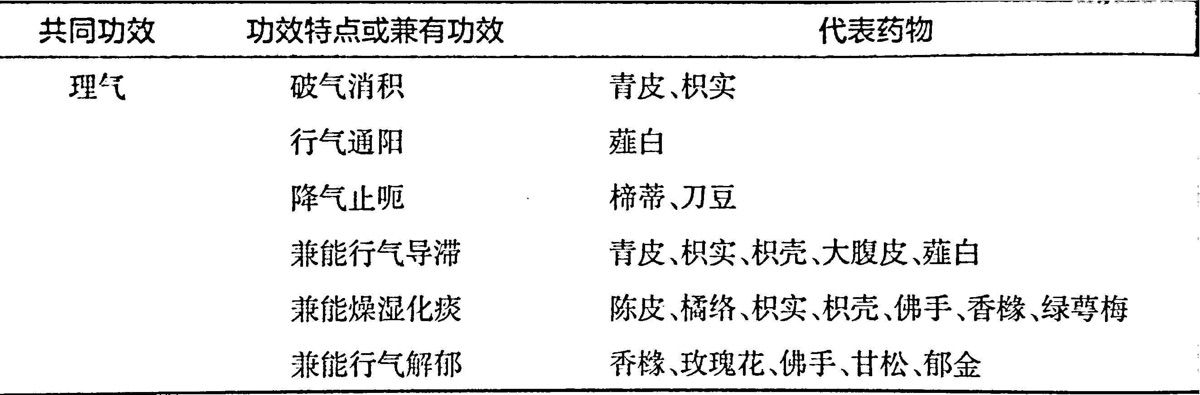 共同功效 功效特点或兼有功效 代表药物
理气 破气消积 青皮、枳实
行气通阳 薤白
降气止呃 楴蒂、刀豆
兼能行气导滞 青皮、枳实、枳壳、大腹皮、薤白
兼能燥湿化痰 陈皮、橘络、枳实、枳壳、佛手、香橼、绿萼梅
兼能行气解郁 香橼、玫瑰花、佛手、甘松、郁金